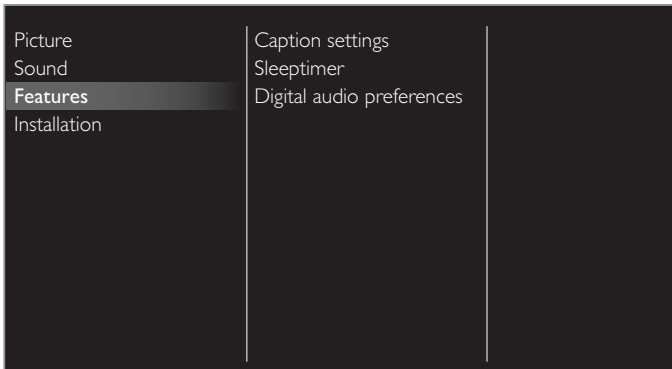 Picture
Sound
Features
Installation
Caption settings
Sleeptimer
Digital audio preferences